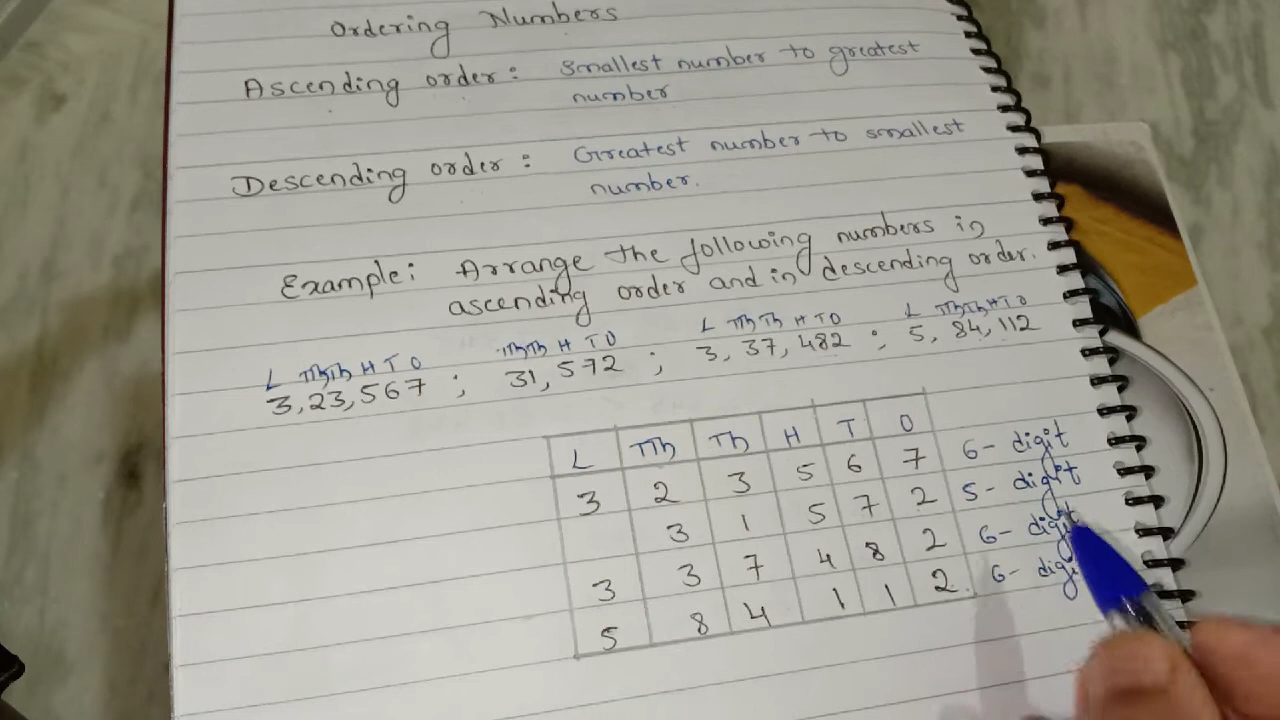 Ordering Numbers
Ascending order : Smallest number to greatest
number
Descending order : Greatest number to smallest
number.
Example: Arrange the following numbers in
ascending order and in descending order.
L TTh Th H T O TTh Th H T O L TTh Th H T O L TTh Th H T O
3,23,567 ; 31,572 ; 3,37,482 ; 5,84,112
L TTh Th H T O
3 2 3 5 6 7 6- digit
3 1 5 7 2 5- digit
3 3 7 4 8 2 6- digit
5 8 4 1 1 2. 6- digi